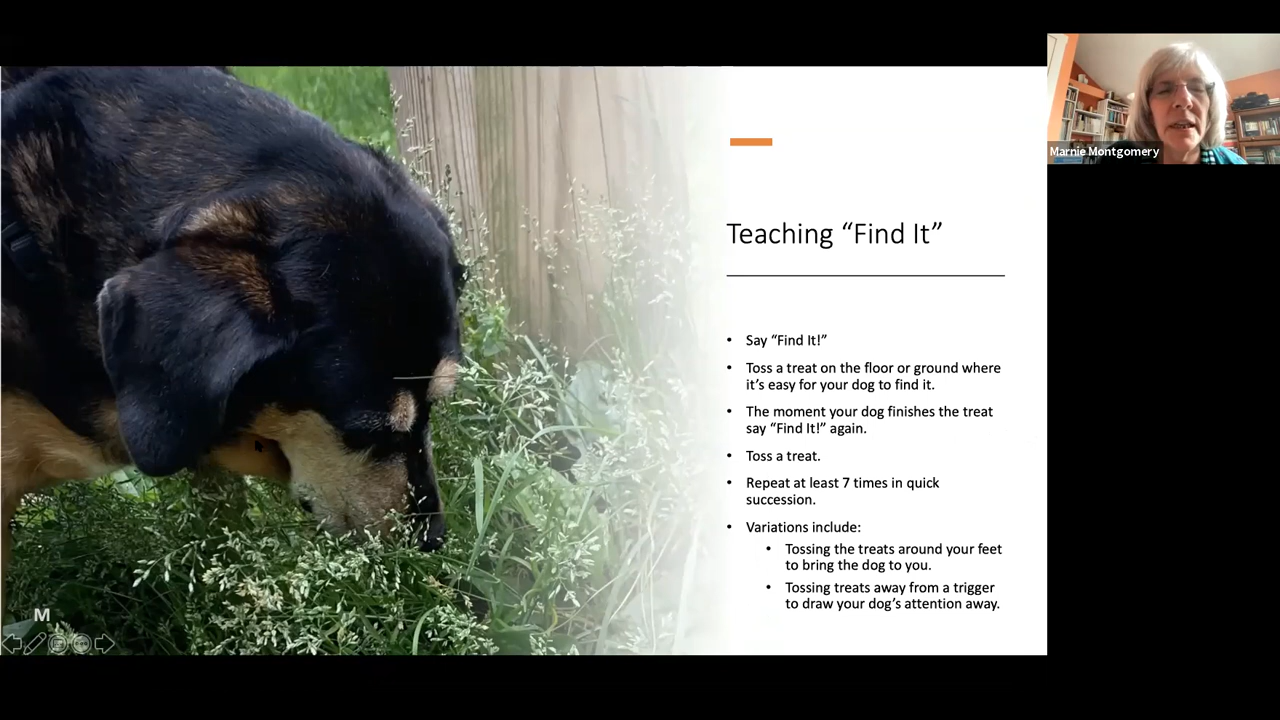 Marnie Montgomery
Teaching “Find It”
• Say “Find It!”
• Toss a treat on the floor or ground where
it’s easy for your dog to find it.
• The moment your dog finishes the treat
say “Find It!” again.
• Toss a treat.
• Repeat at least 7 times in quick
succession.
• Variations include:
• Tossing the treats around your feet
to bring the dog to you.
• Tossing treats away from a trigger
to draw your dog’s attention away.
M